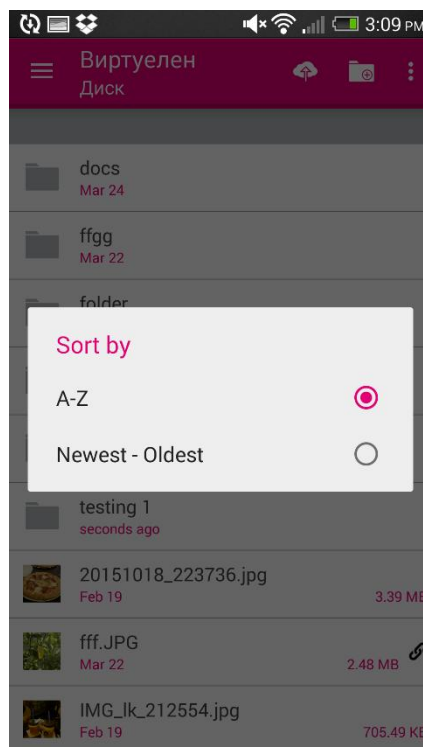 3:09 PM
Виртуелен
Диск
docs
Mar 24
ffgg
Mar 22
folder
Sort by
A-Z
Newest - Oldest
testing 1
seconds ago
20151018_223736.jpg
Feb 19
3.39 MB
fff.JPG
Mar 22
2.48 MB
IMG_lk_212554.jpg
Feb 19
705.49 KB